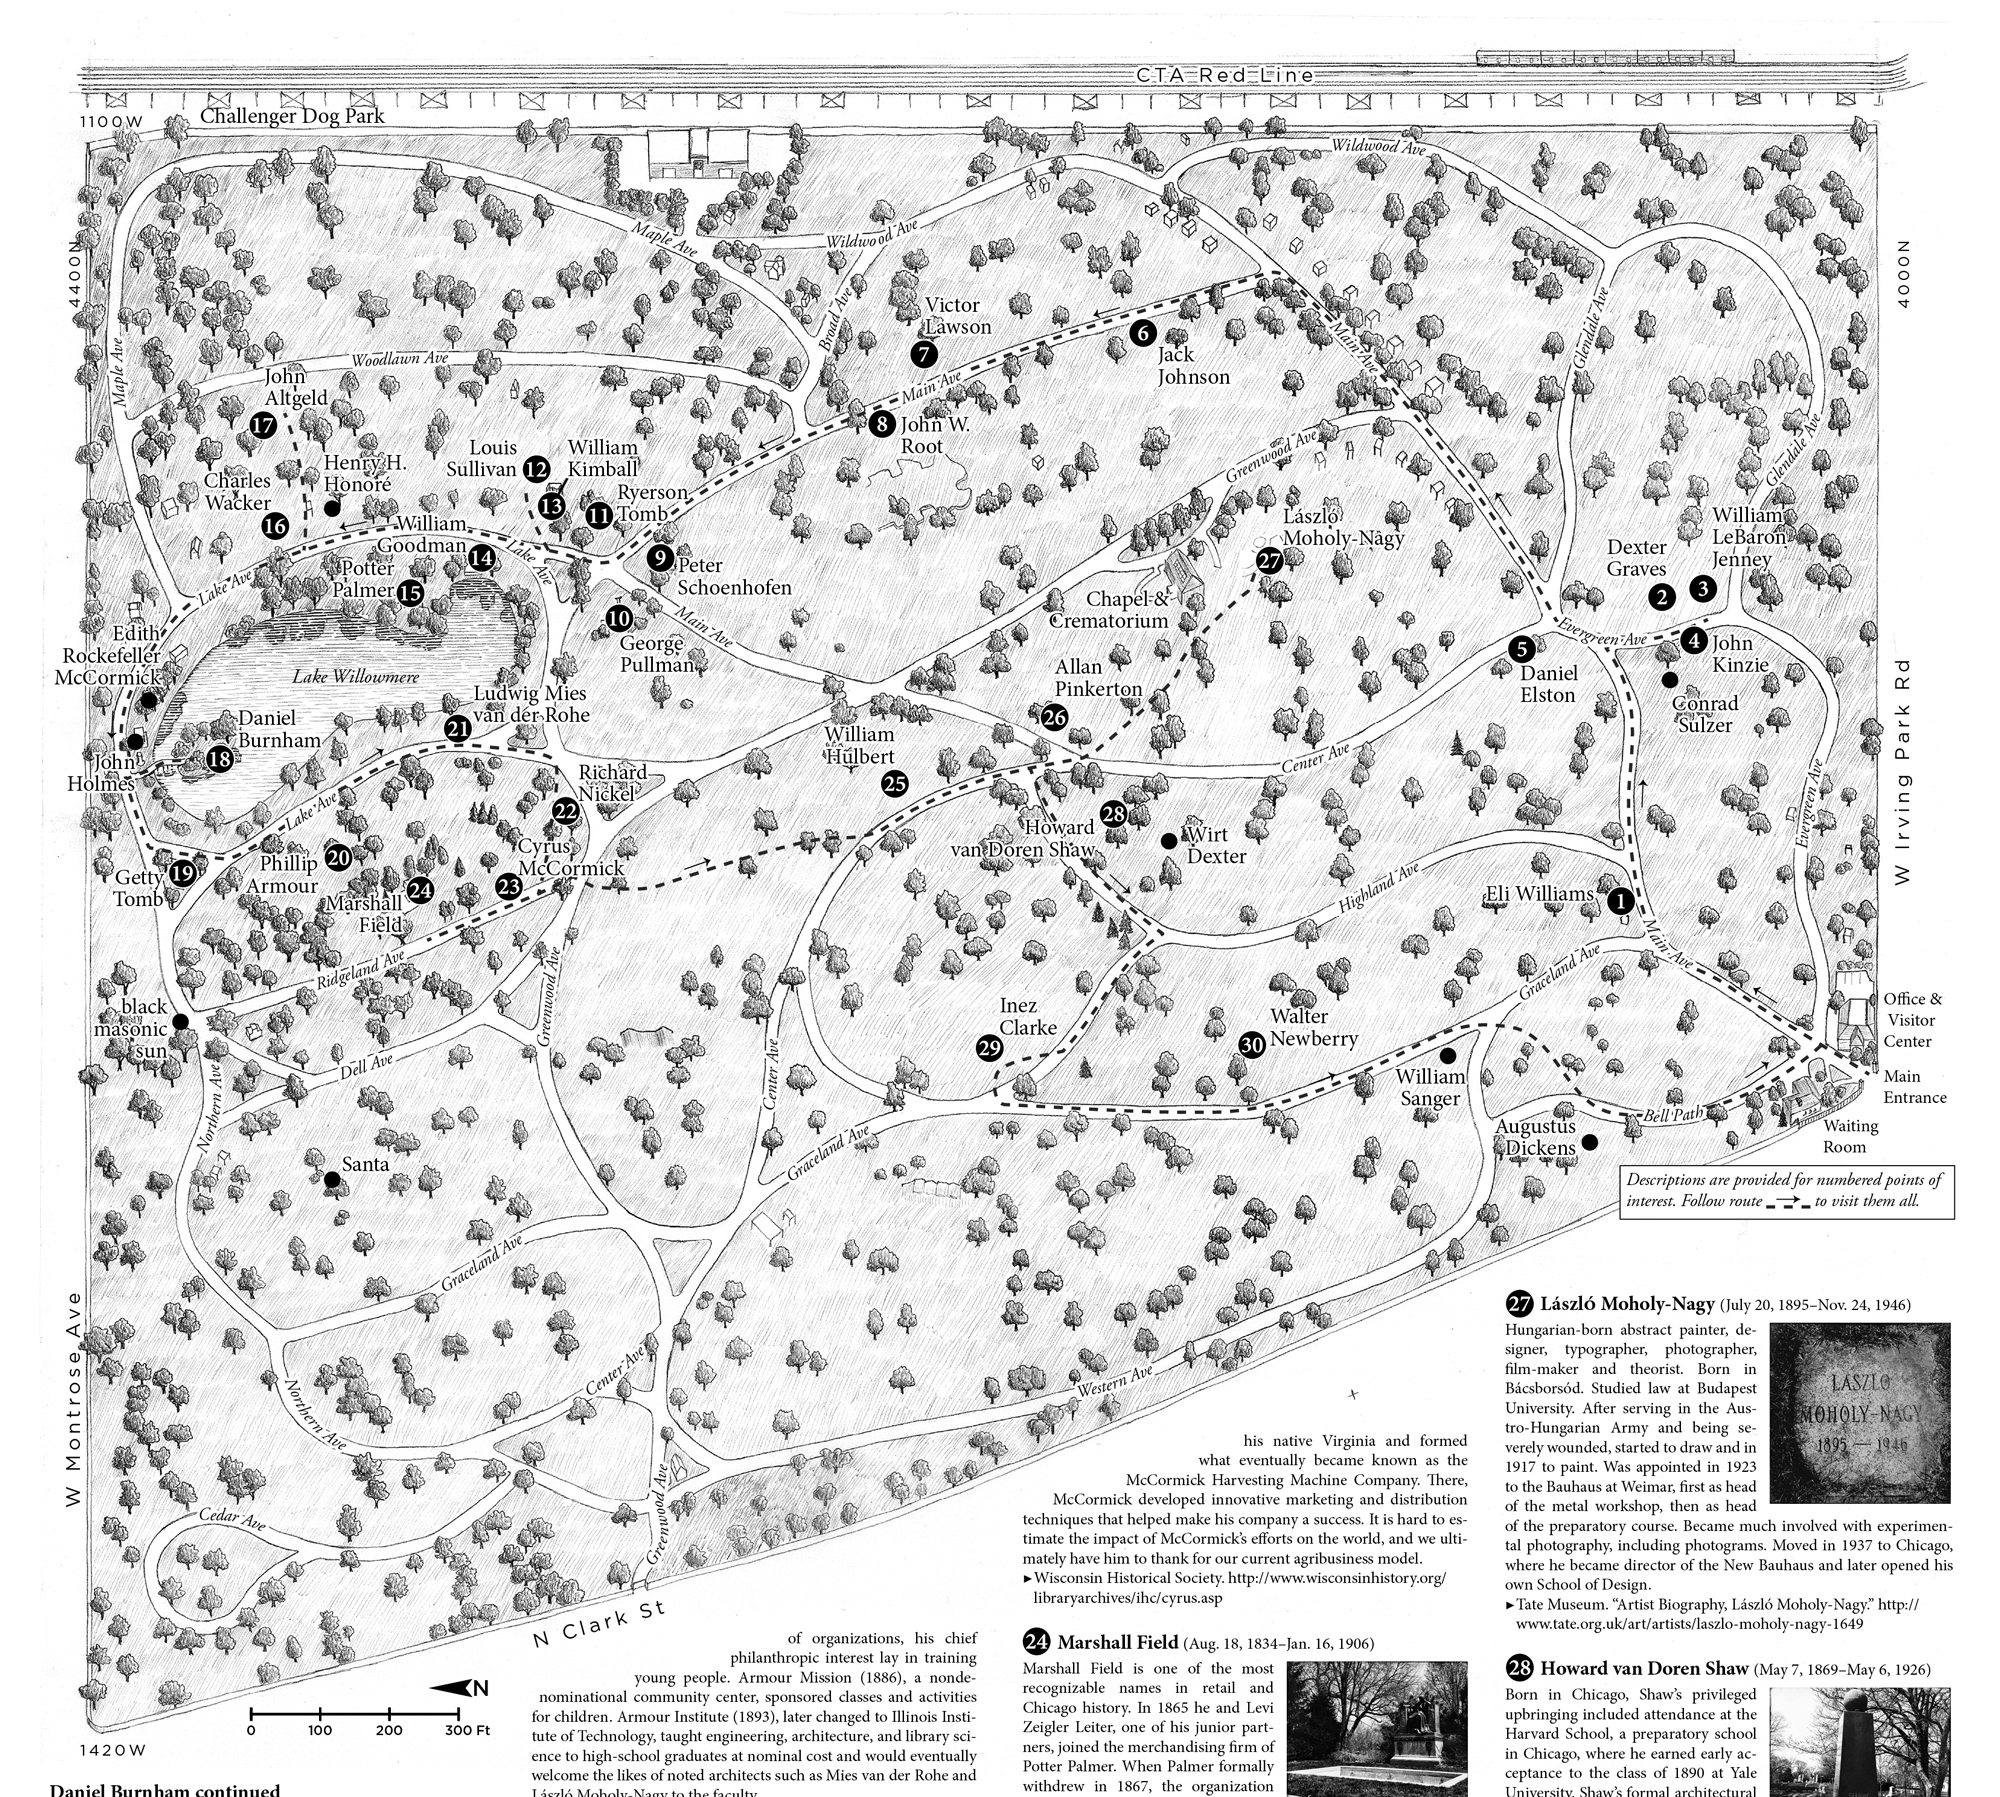 CTA Red Line
1100W
Challenger Dog Park
Wildwood Ave
Maple Ave
Wildwood Ave
4400N
4000N
Broad Ave
Victor
Lawson
7
6
Jack
Johnson
Main Ave
Glendale Ave
Maple Ave
Woodlawn Ave
John
Altgeld
17
Main Ave
8
John W.
Root
Greenwood Ave
Glendale Ave
Louis
Sullivan
12
William
Kimball
13
Henry H.
Honoré
Charles
Wacker
16
Ryerson
Tomb
11
William
Goodman
14
Lake Ave
9
Peter
Schoenhofen
László
Moholy-Nagy
27
William
LeBaron
Jenney
3
Dexter
Graves
2
Potter
Palmer
15
Lake Ave
10
George
Pullman
Main Ave
Chapel &
Crematorium
Evergreen Ave
4
John
Kinzie
5
Daniel
Elston
Conrad
Sulzer
Edith
Rockefeller
McCormick
Lake Willowmere
Allan
Pinkerton
26
Ludwig Mies
van der Rohe
21
Daniel
Burnham
18
William
Hulbert
25
Center Ave
W Irving Park Rd
John
Holmes
Richard
Nickel
22
Lake Ave
Evergreen Ave
28
Howard
van Doren Shaw
Wirt
Dexter
Cyrus
McCormick
23
Phillip
Armour
20
Getty
Tomb
19
Marshall
Field
24
Highland Ave
Eli Williams
1
Main Ave
Ridgeland Ave
Greenwood Ave
Graceland Ave
black
masonic
sun
Inez
Clarke
29
Walter
Newberry
30
Office &
Visitor
Center
Dell Ave
Center Ave
William
Sanger
Main
Entrance
Northern Ave
Bell Path
Augustus
Dickens
Waiting
Room
Graceland Ave
Santa
Descriptions are provided for numbered points of
interest. Follow route to visit them all.
Graceland Ave
W Montrose Ave
Center Ave
Western Ave
Northern Ave
Cedar Ave
Greenwood Ave
N Clark St
N
0 100 200 300 Ft
1420W
Daniel Burnham continued
of organizations, his chief
philanthropic interest lay in training
young people. Armour Mission (1886), a nonde-
nominational community center, sponsored classes and activities
for children. Armour Institute (1893), later changed to Illinois Insti-
tute of Technology, taught engineering, architecture, and library sci-
ence to high-school graduates at nominal cost and would eventually
welcome the likes of noted architects such as Mies van der Rohe and
László Moholy-Nagy to the faculty.
his native Virginia and formed
what eventually became known as the
McCormick Harvesting Machine Company. There,
McCormick developed innovative marketing and distribution
techniques that helped make his company a success. It is hard to es-
timate the impact of McCormick's efforts on the world, and we ulti-
mately have him to thank for our current agribusiness model.
▸Wisconsin Historical Society. http://www.wisconsinhistory.org/
libraryarchives/ihc/cyrus.asp
24 Marshall Field (Aug. 18, 1834–Jan. 16, 1906)
Marshall Field is one of the most
recognizable names in retail and
Chicago history. In 1865 he and Levi
Zeigler Leiter, one of his junior part-
ners, joined the merchandising firm of
Potter Palmer. When Palmer formally
withdrew in 1867, the organization
27 László Moholy-Nagy (July 20, 1895–Nov. 24, 1946)
Hungarian-born abstract painter, de-
signer, typographer, photographer,
film-maker and theorist. Born in
Bácsborsód. Studied law at Budapest
University. After serving in the Aus-
tro-Hungarian Army and being se-
verely wounded, started to draw and in
1917 to paint. Was appointed in 1923
to the Bauhaus at Weimar, first as head
of the metal workshop, then as head
of the preparatory course. Became much involved with experimen-
tal photography, including photograms. Moved in 1937 to Chicago,
where he became director of the New Bauhaus and later opened his
own School of Design.
▸Tate Museum. “Artist Biography, László Moholy-Nagy.” http://
www.tate.org.uk/art/artists/laszlo-moholy-nagy-1649
LASZLO
MOHOLY-NAGY
1895 — 1946
28 Howard van Doren Shaw (May 7, 1869–May 6, 1926)
Born in Chicago, Shaw's privileged
upbringing included attendance at the
Harvard School, a preparatory school
in Chicago, where he earned early ac-
ceptance to the class of 1890 at Yale
University. Shaw's formal architectural